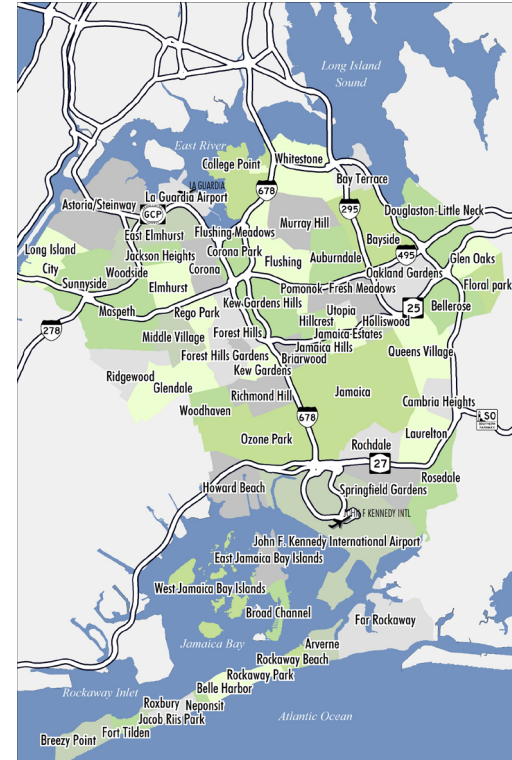 Long Island
Sound
East River
College Point
Whitestone
LA GUARDIA
La Guardia Airport
678
Bay Terrace
Astoria/Steinway
GCP
295
Douglaston-Little Neck
Murray Hill
East Elmhurst
Flushing-Meadows
Corona Park
Bayside
495
Long Island
City
Jackson Heights
Woodside
Corona
Flushing
Auburndale
Oakland Gardens
Glen Oaks
Sunnyside
Elmhurst
Pomonok
Fresh Meadows
Floral park
Maspeth
Rego Park
Kew Gardens Hills
Utopia
Hillcrest
Holliswood
25
Bellerose
278
Middle Village
Forest Hills
Jamaica Estates
Jamaica Hills
Queens Village
Forest Hills Gardens
Briarwood
Kew Gardens
Ridgewood
Glendale
Richmond Hill
Jamaica
Cambria Heights
Woodhaven
678
SO
Ozone Park
Rochdale
Laurelton
27
Howard Beach
Springfield Gardens
Rosedale
JOHN F KENNEDY INTL
John F. Kennedy International Airport
East Jamaica Bay Islands
West Jamaica Bay Islands
Broad Channel
Far Rockaway
Jamaica Bay
Arverne
Rockaway Beach
Rockaway Park
Rockaway Inlet
Belle Harbor
Roxbury
Neponsit
Jacob Riis Park
Atlantic Ocean
Fort Tilden
Breezy Point